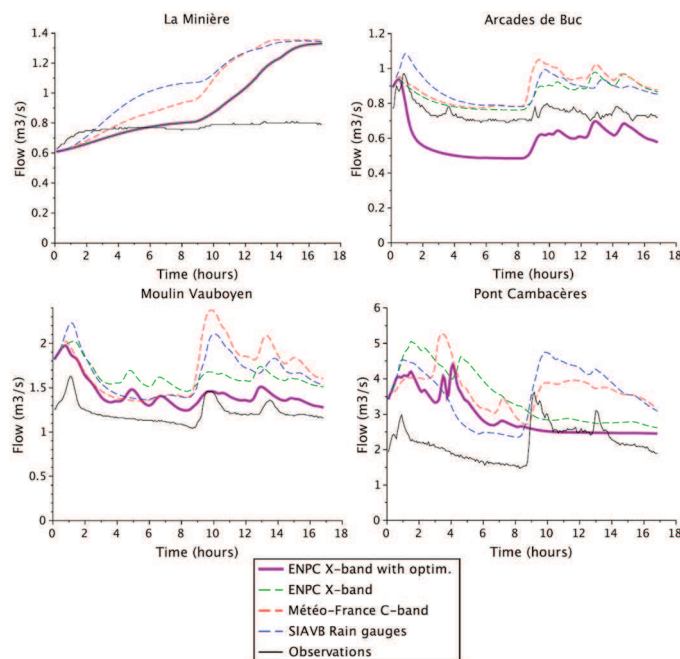 La Minière
Flow (m3/s)
1.4
1.2
1
0.8
0.6
0.4
0.2
0
0 2 4 6 8 10 12 14 16 18
Time (hours)
Arcades de Buc
Flow (m3/s)
1.2
1
0.8
0.6
0.4
0.2
0
0 2 4 6 8 10 12 14 16 18
Time (hours)
Moulin Vauboyen
Flow (m3/s)
2
1.5
1
0.5
0
0 2 4 6 8 10 12 14 16 18
Time (hours)
Pont Cambacères
Flow (m3/s)
6
5
4
3
2
1
0
0 2 4 6 8 10 12 14 16 18
Time (hours)
ENPC X-band with optim.
ENPC X-band
Météo-France C-band
SIAVB Rain gauges
Observations